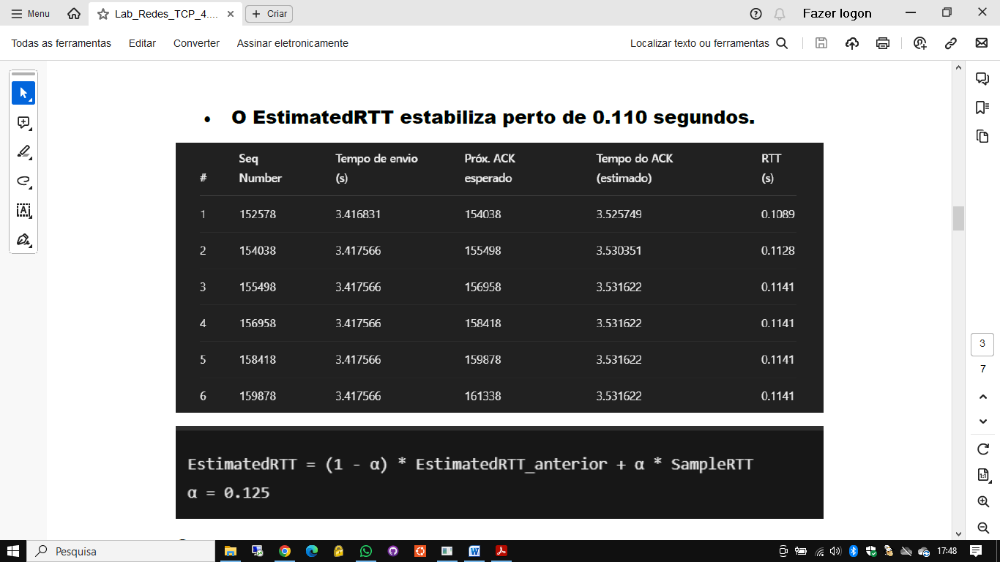 Menu
Lab_Redes_TCP_4....
Criar
Fazer logon
Todas as ferramentas
Editar
Converter
Assinar eletronicamente
Localizar texto ou ferramentas
• O EstimatedRTT estabiliza perto de 0.110 segundos.
# Seq Number Tempo de envio (s) Próx. ACK esperado Tempo do ACK (estimado) RTT (s)
1 152578 3.416831 154038 3.525749 0.1089
2 154038 3.417566 155498 3.530351 0.1128
3 155498 3.417566 156958 3.531622 0.1141
4 156958 3.417566 158418 3.531622 0.1141
5 158418 3.417566 159878 3.531622 0.1141
6 159878 3.417566 161338 3.531622 0.1141
EstimatedRTT = (1 - α) * EstimatedRTT_anterior + α * SampleRTT
α = 0.125
3
7
1:1
Pesquisa
17:48